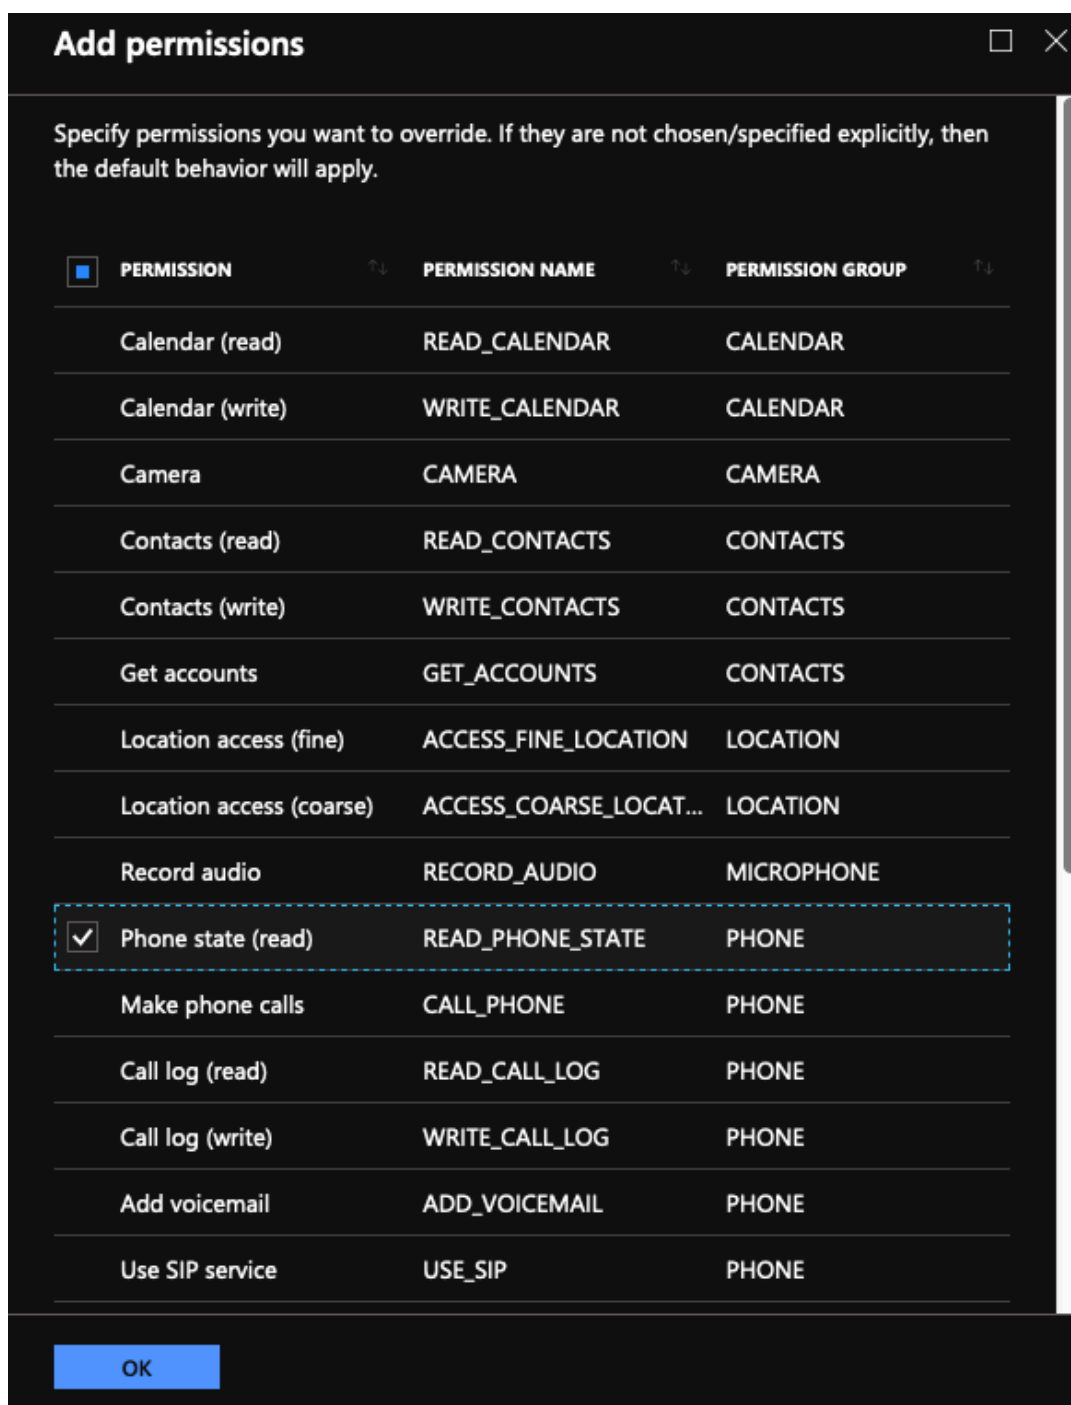 Add permissions
Specify permissions you want to override. If they are not chosen/specified explicitly, then
the default behavior will apply.
PERMISSION PERMISSION NAME PERMISSION GROUP
Calendar (read) READ_CALENDAR CALENDAR
Calendar (write) WRITE_CALENDAR CALENDAR
Camera CAMERA CAMERA
Contacts (read) READ_CONTACTS CONTACTS
Contacts (write) WRITE_CONTACTS CONTACTS
Get accounts GET_ACCOUNTS CONTACTS
Location access (fine) ACCESS_FINE_LOCATION LOCATION
Location access (coarse) ACCESS_COARSE_LOCAT... LOCATION
Record audio RECORD_AUDIO MICROPHONE
Phone state (read) READ_PHONE_STATE PHONE
Make phone calls CALL_PHONE PHONE
Call log (read) READ_CALL_LOG PHONE
Call log (write) WRITE_CALL_LOG PHONE
Add voicemail ADD_VOICEMAIL PHONE
Use SIP service USE_SIP PHONE
OK